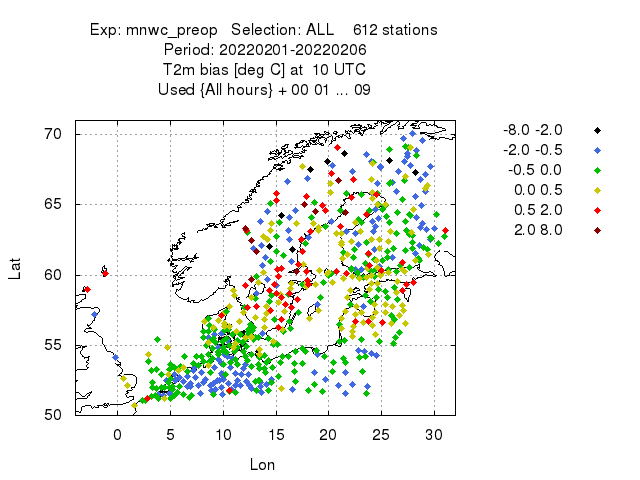 Exp: mnwc_preop   Selection: ALL    612 stations
Period: 20220201-20220206
T2m bias [deg C] at  10 UTC
Used {All hours} + 00 01 ... 09
-8.0 -2.0
-2.0 -0.5
-0.5 0.0
0.0 0.5
0.5 2.0
2.0 8.0
70
65
60
55
50
Lat
0 5 10 15 20 25 30
Lon